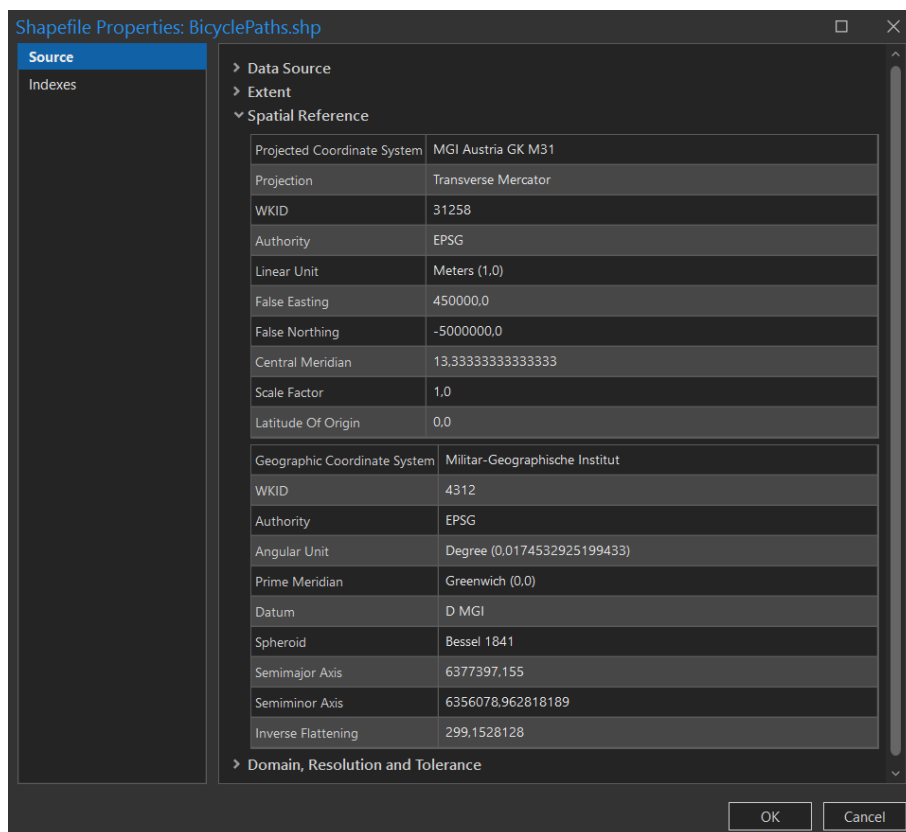 Shapefile Properties: BicyclePaths.shp
Source
Indexes
Data Source
Extent
Spatial Reference
Projected Coordinate System MGI Austria GK M31
Projection Transverse Mercator
WKID 31258
Authority EPSG
Linear Unit Meters (1,0)
False Easting 450000,0
False Northing -5000000,0
Central Meridian 13,33333333333333
Scale Factor 1,0
Latitude Of Origin 0,0
Geographic Coordinate System Militar-Geographische Institut
WKID 4312
Authority EPSG
Angular Unit Degree (0,0174532925199433)
Prime Meridian Greenwich (0,0)
Datum D MGI
Spheroid Bessel 1841
Semimajor Axis 6377397,155
Semiminor Axis 6356078,962818189
Inverse Flattening 299,1528128
Domain, Resolution and Tolerance
OK Cancel